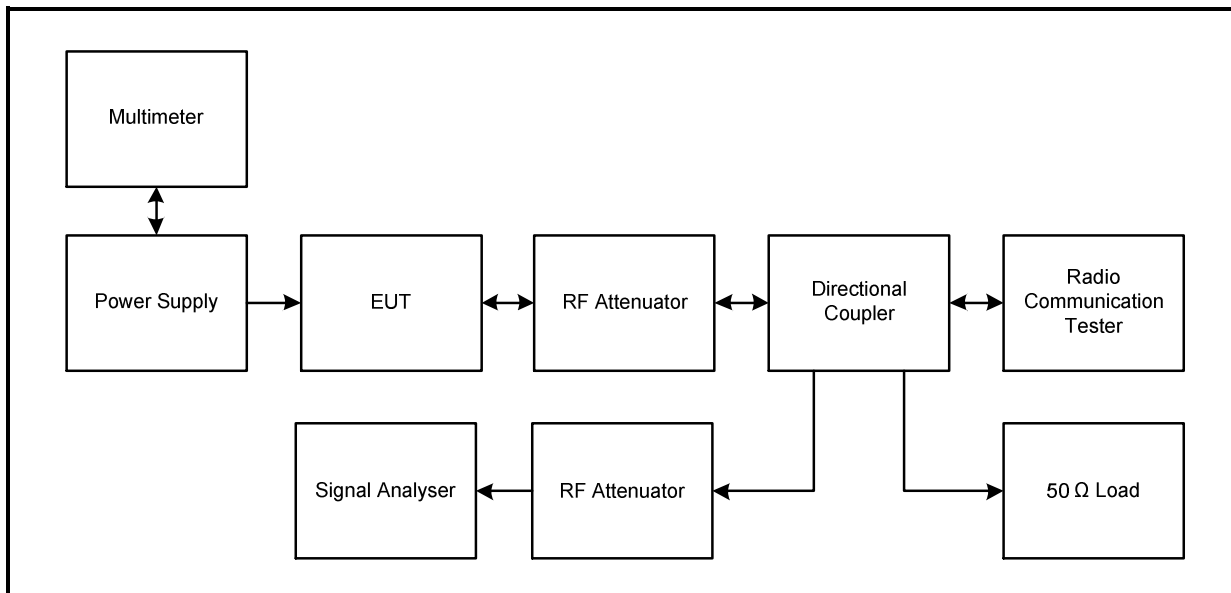 Multimeter
Power Supply
EUT
RF Attenuator
Directional
Coupler
Radio
Communication
Tester
Signal Analyser
RF Attenuator
50 Ω Load